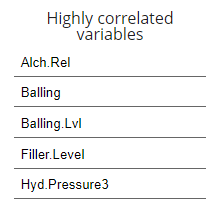 Highly correlated
variables
Alch.Rel
Balling
Balling.Lvl
Filler.Level
Hyd.Pressure3